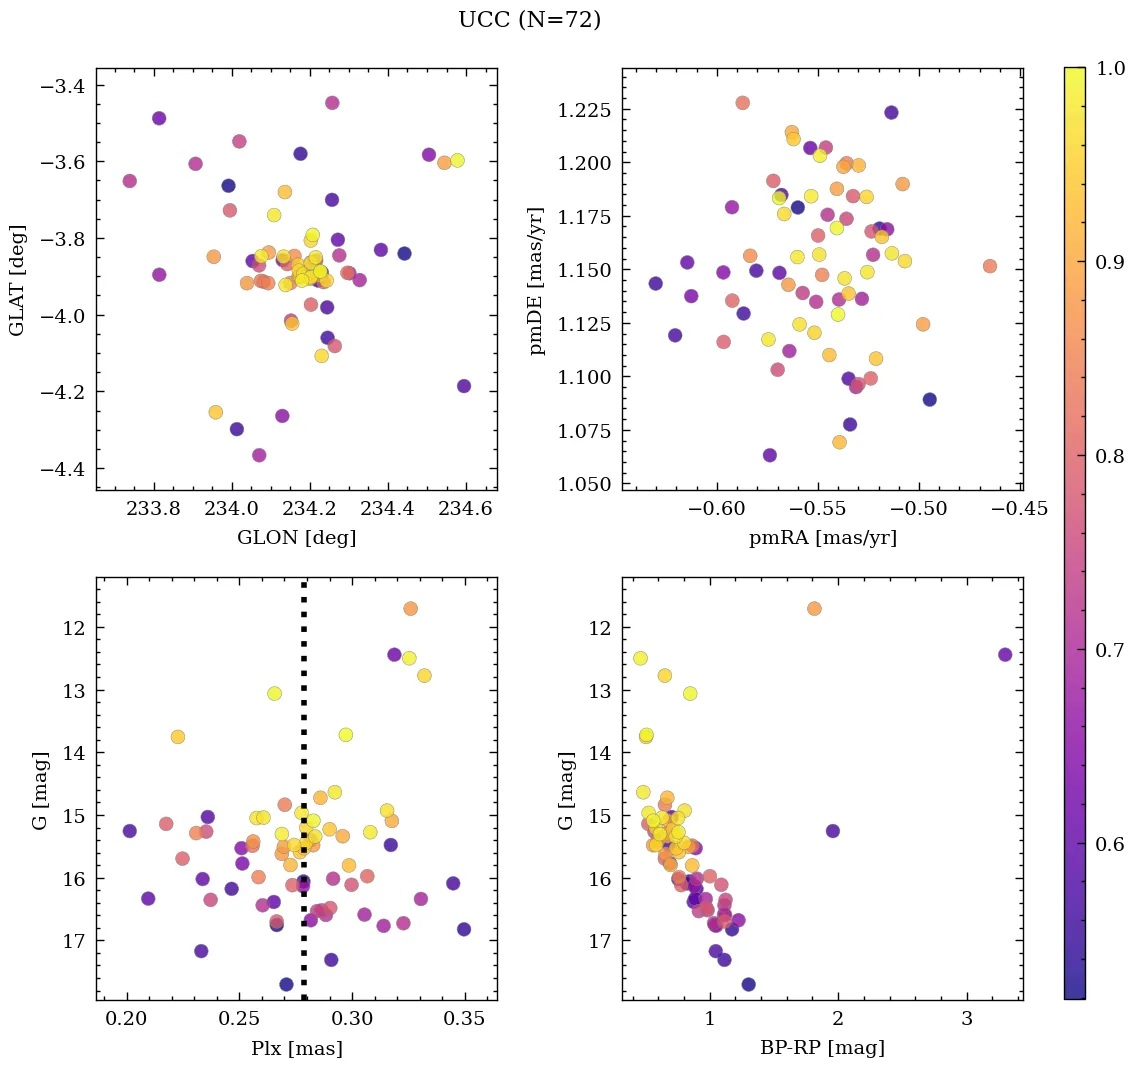 UCC (N=72)
−3.4
−3.6
−3.8
−4.0
−4.2
−4.4
GLAT [deg]
233.8 234.0 234.2 234.4 234.6
GLON [deg]
1.225
1.200
1.175
1.150
1.125
1.100
1.075
1.050
pmDE [mas/yr]
−0.60 −0.55 −0.50 −0.45
pmRA [mas/yr]
12
13
14
15
16
17
G [mag]
0.20 0.25 0.30 0.35
Plx [mas]
12
13
14
15
16
17
G [mag]
1 2 3
BP-RP [mag]
1.0
0.9
0.8
0.7
0.6